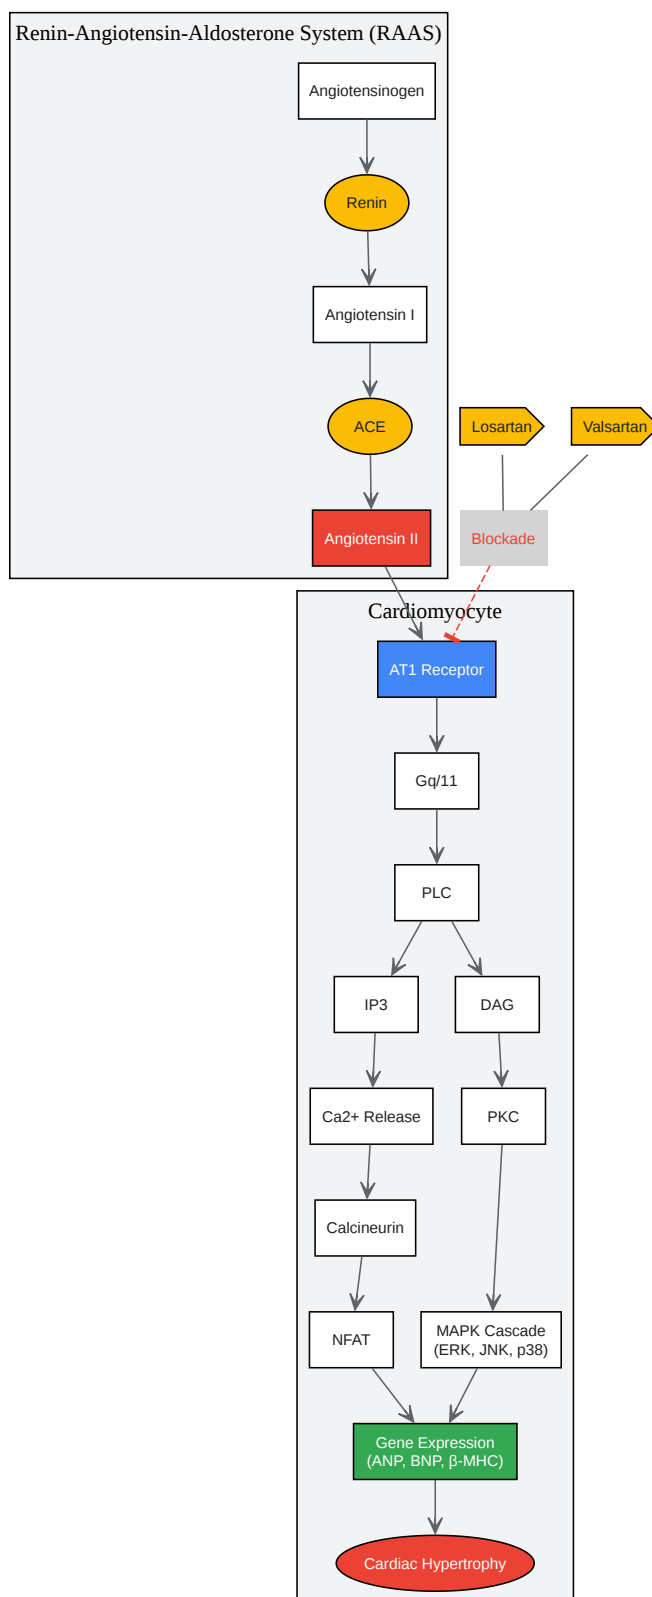 Renin-Angiotensin-Aldosterone System (RAAS)
Angiotensinogen
Renin
Angiotensin I
ACE
Losartan
Valsartan
Angiotensin II
Blockade
Cardiomyocyte
AT1 Receptor
Gq/11
PLC
IP3
DAG
Ca2+ Release
PKC
Calcineurin
NFAT
MAPK Cascade
(ERK, JNK, p38)
Gene Expression
(ANP, BNP, β-MHC)
Cardiac Hypertrophy